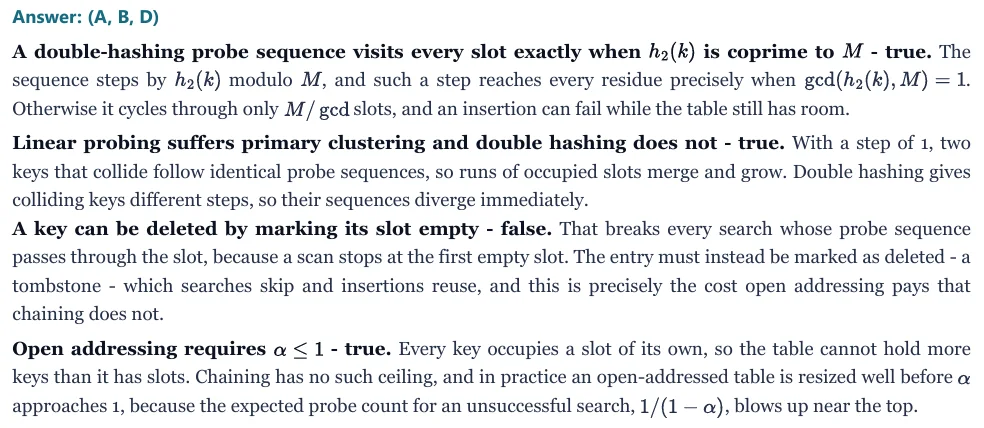 Answer: (A, B, D)
A double-hashing probe sequence visits every slot exactly when h₂(k) is coprime to M - true. The
sequence steps by h₂(k) modulo M, and such a step reaches every residue precisely when gcd(h₂(k), M) = 1.
Otherwise it cycles through only M/ gcd slots, and an insertion can fail while the table still has room.
Linear probing suffers primary clustering and double hashing does not - true. With a step of 1, two
keys that collide follow identical probe sequences, so runs of occupied slots merge and grow. Double hashing gives
colliding keys different steps, so their sequences diverge immediately.
A key can be deleted by marking its slot empty - false. That breaks every search whose probe sequence
passes through the slot, because a scan stops at the first empty slot. The entry must instead be marked as deleted - a
tombstone - which searches skip and insertions reuse, and this is precisely the cost open addressing pays that
chaining does not.
Open addressing requires α ≤ 1 - true. Every key occupies a slot of its own, so the table cannot hold more
keys than it has slots. Chaining has no such ceiling, and in practice an open-addressed table is resized well before α
approaches 1, because the expected probe count for an unsuccessful search, 1/(1 − α), blows up near the top.